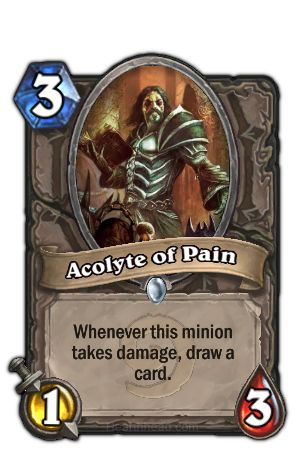 3
Acolyte of Pain
Whenever this minion
takes damage, draw a
card.
1
3